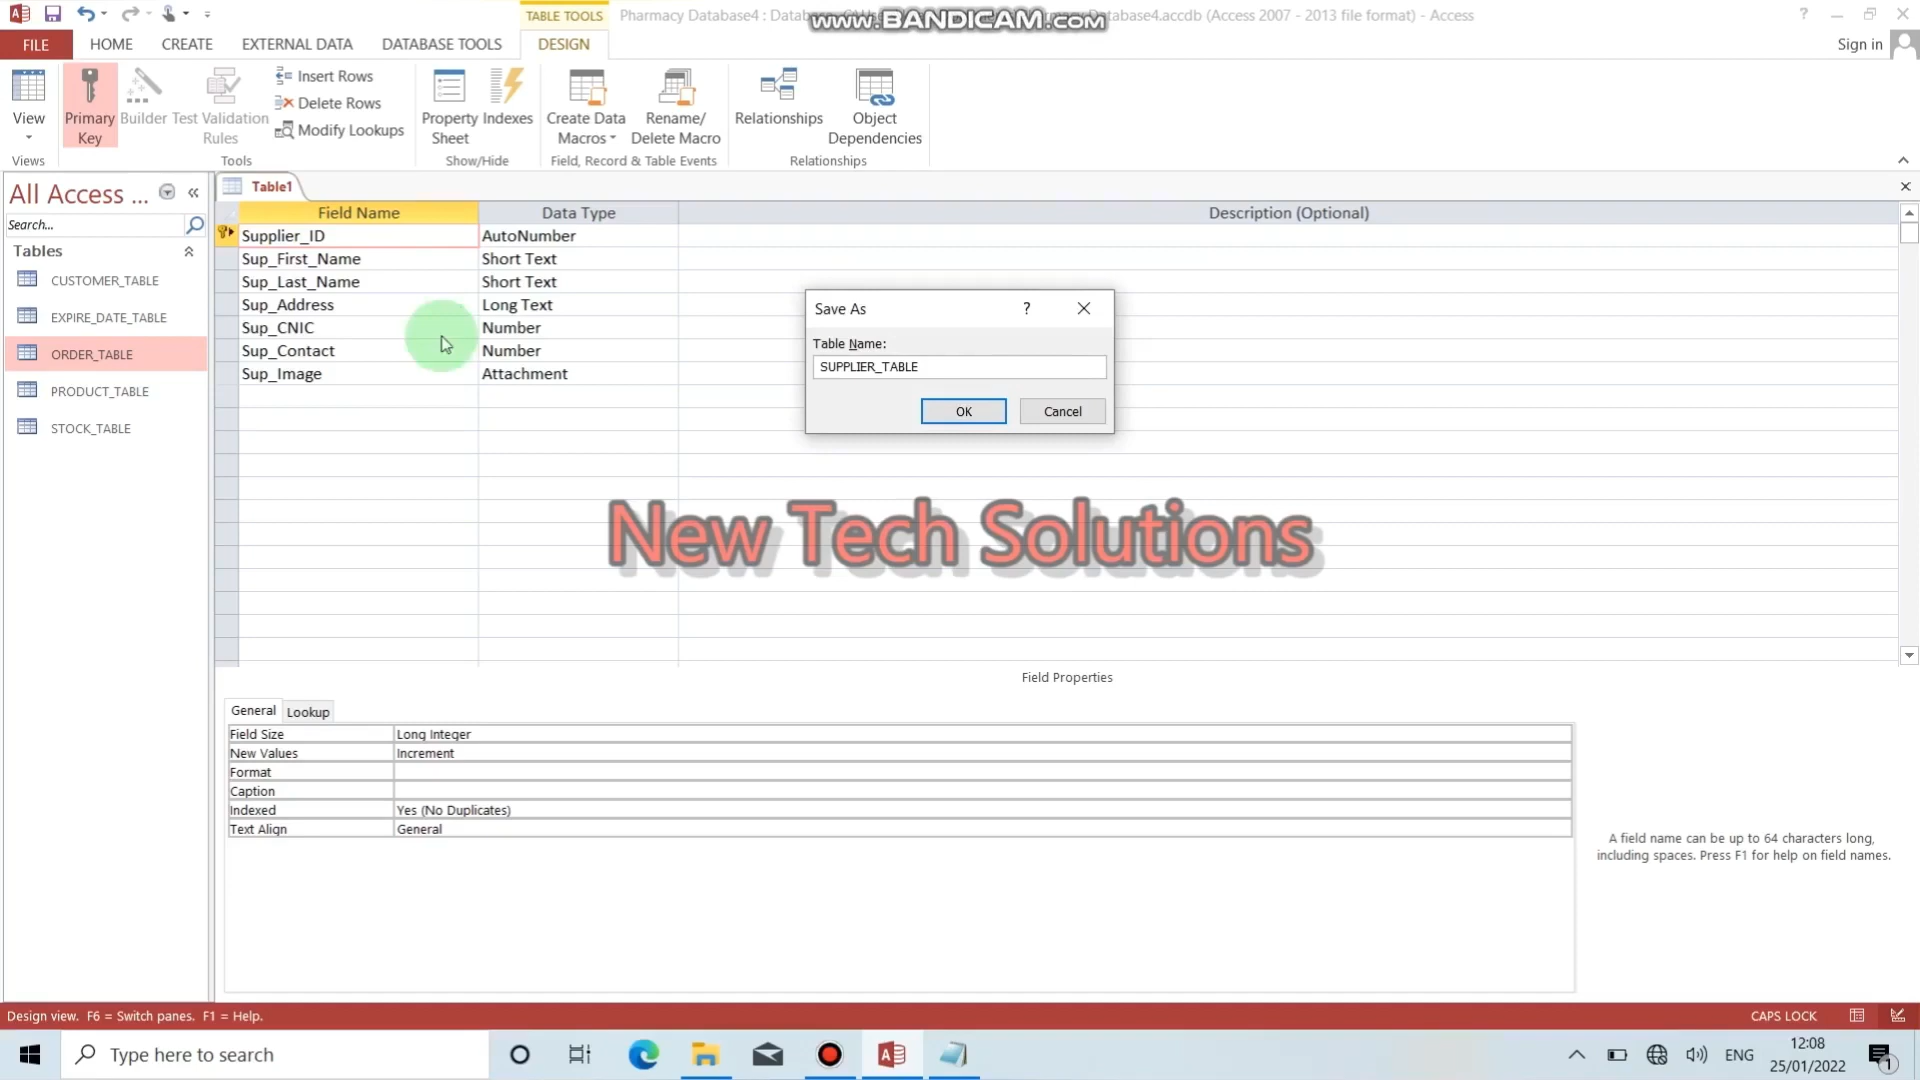 TABLE TOOLS
Pharmacy Database4 : Database
www.BANDICAM.com
Database4.accdb (Access 2007 - 2013 file format) - Access
FILE
HOME
CREATE
EXTERNAL DATA
DATABASE TOOLS
DESIGN
Sign in
View
Primary
Key
Builder
Test Validation
Rules
Insert Rows
Delete Rows
Modify Lookups
Property
Sheet
Indexes
Create Data
Macros
Rename/
Delete Macro
Relationships
Object
Dependencies
Views
Tools
Show/Hide
Field, Record & Table Events
Relationships
All Access ...
Search...
Tables
CUSTOMER_TABLE
EXPIRE_DATE_TABLE
ORDER_TABLE
PRODUCT_TABLE
STOCK_TABLE
Table1
Field Name Data Type Description (Optional)
Supplier_ID AutoNumber
Sup_First_Name Short Text
Sup_Last_Name Short Text
Sup_Address Long Text
Sup_CNIC Number
Sup_Contact Number
Sup_Image Attachment
Save As
?
Table Name:
SUPPLIER_TABLE
OK
Cancel
New Tech Solutions
Field Properties
General
Lookup
Field Size Long Integer
New Values Increment
Format
Caption
Indexed Yes (No Duplicates)
Text Align General
A field name can be up to 64 characters long,
including spaces. Press F1 for help on field names.
Design view. F6 = Switch panes. F1 = Help.
CAPS LOCK
Type here to search
ENG
12:08
25/01/2022
1